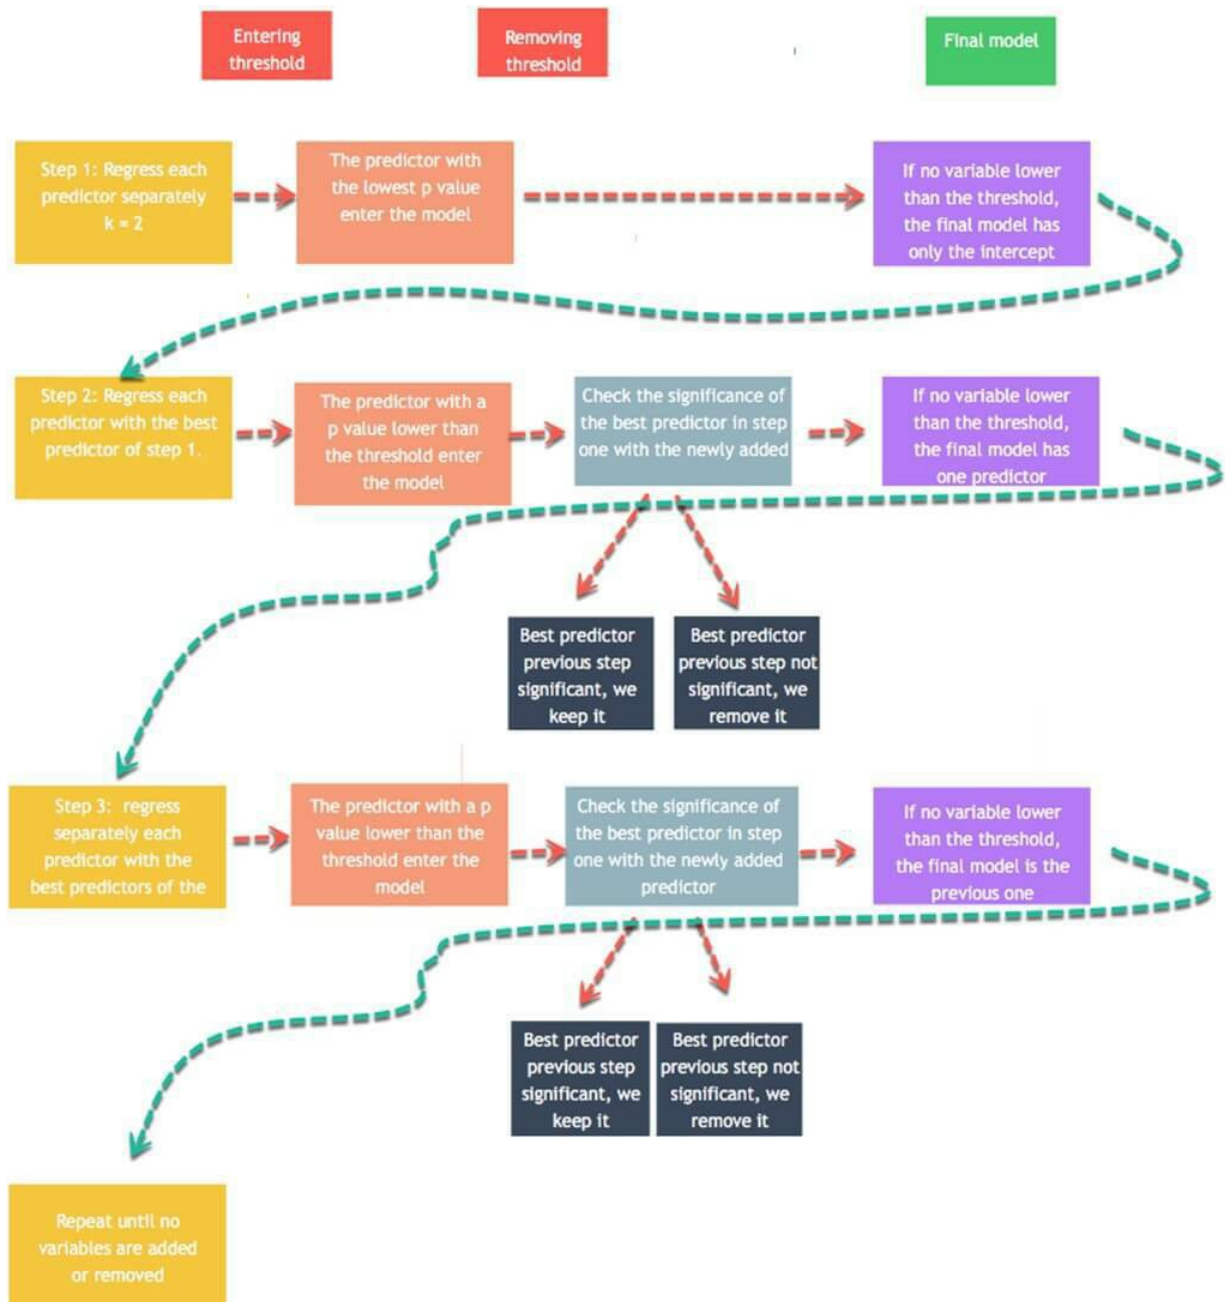 Entering
threshold
Removing
threshold
Final model
Step 1: Regress each
predictor separately
k = 2
The predictor with
the lowest p value
enter the model
If no variable lower
than the threshold,
the final model has
only the intercept
Step 2: Regress each
predictor with the best
predictor of step 1.
The predictor with a
p value lower than
the threshold enter
the model
Check the significance of
the best predictor in step
one with the newly added
If no variable lower
than the threshold,
the final model has
one predictor
Best predictor
previous step
significant, we
keep it
Best predictor
previous step not
significant, we
remove it
Step 3: regress
separately each
predictor with the
best predictors of the
The predictor with a p
value lower than the
threshold enter the
model
Check the significance of
the best predictor in step
one with the newly added
predictor
If no variable lower
than the threshold,
the final model is the
previous one
Best predictor
previous step
significant, we
keep it
Best predictor
previous step not
significant, we
remove it
Repeat until no
variables are added
or removed